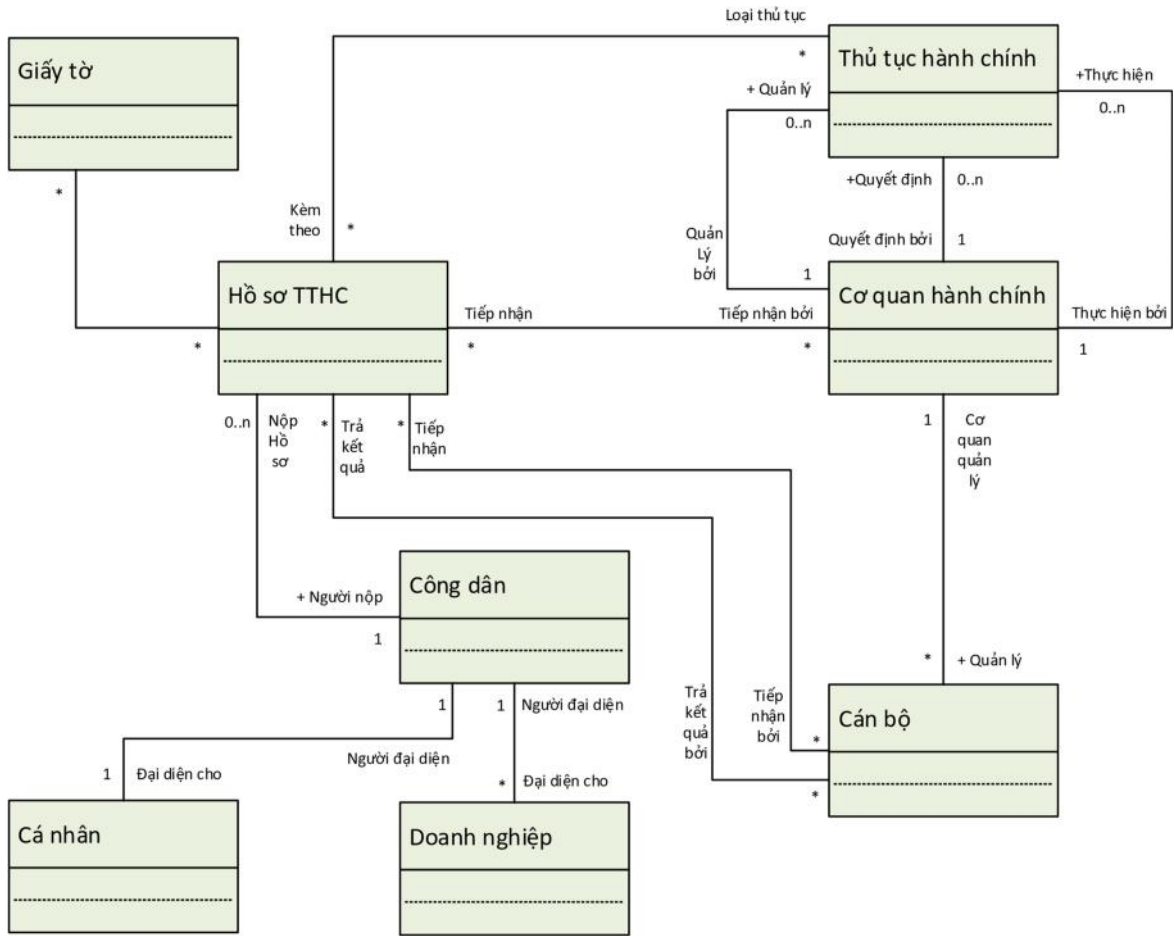 Loại thủ tục
Giấy tờ
*
Thủ tục hành chính
+Thực hiện
+ Quản lý
0..n
0..n
*
+Quyết định
0..n
Kèm
theo
*
Quản
Lý
bởi
Quyết định bởi
1
Hồ sơ TTHC
1
Cơ quan hành chính
Tiếp nhận
Tiếp nhận bởi
Thực hiện bởi
*
*
*
1
0..n
Nộp
Hồ
sơ
*
Trả
kết
quả
*
Tiếp
nhận
1
Cơ
quan
quản
lý
Công dân
+ Người nộp
1
*
+ Quản lý
1
1
Người đại diện
Trả
kết
quả
bởi
Tiếp
nhận
bởi
Cán bộ
*
Người đại diện
1
Đại diện cho
*
Đại diện cho
*
Cá nhân
Doanh nghiệp